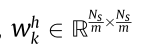 , w_k^h ∈ ℝ^{N_s/m × N_s/m}